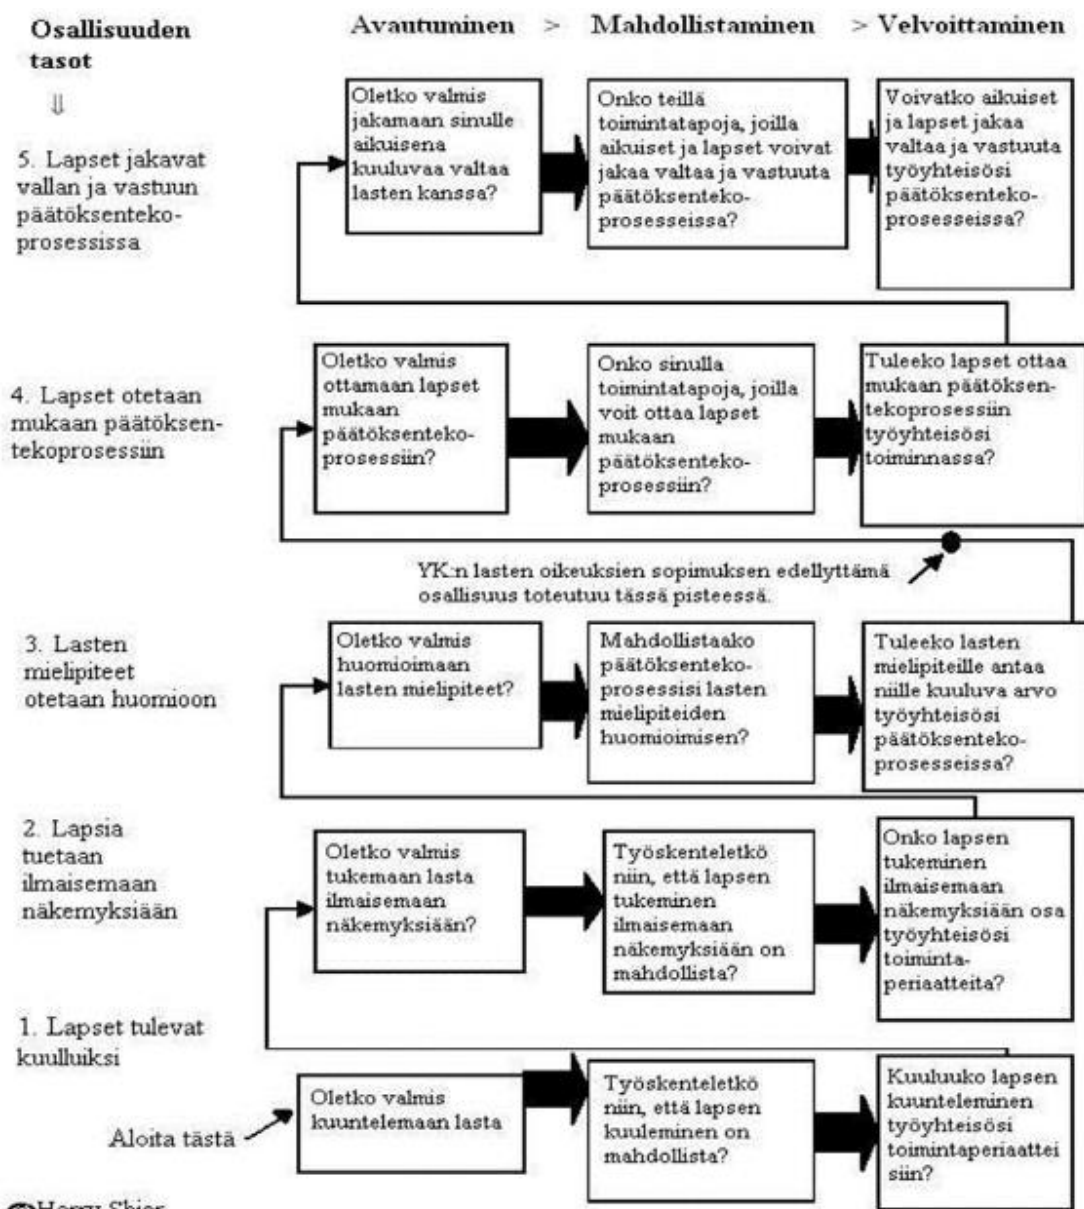 Osallisuuden
tasot
⇓
Avautuminen > Mahdollistaminen > Velvoittaminen
5. Lapset jakavat
vallan ja vastuun
päätöksenteko-
prosessissa
Oletko valmis
jakamaan sinulle
aikuisena
kuuluvaa valtaa
lasten kanssa?
Onko teillä
toimintatapoja, joilla
aikuiset ja lapset voivat
jakaa valtaa ja vastuuta
päätöksenteko-
prosesseissa?
Voivatko aikuiset
ja lapset jakaa
valtaa ja vastuuta
työyhteisösi
päätöksenteko-
prosesseissa?
4. Lapset otetaan
mukaan päätöksen-
tekoprosessiin
Oletko valmis
ottamaan lapset
mukaan
päätöksenteko-
prosessiin?
Onko sinulla
toimintatapoja, joilla
voit ottaa lapset
mukaan
päätöksenteko-
prosessiin?
Tuleeko lapset ottaa
mukaan päätöksen-
tekoprosessiin
työyhteisösi
toiminnassa?
YK:n lasten oikeuksien sopimuksen edellyttämä
osallisuus toteutuu tässä pisteessä.
3. Lasten
mielipiteet
otetaan huomioon
Oletko valmis
huomioimaan
lasten mielipiteet?
Mahdollistaako
päätöksenteko-
prosessisi lasten
mielipiteiden
huomioimisen?
Tuleeko lasten
mielipiteille antaa
niille kuuluva arvo
työyhteisösi
päätöksenteko-
prosesseissa?
2. Lapsia
tuetaan
ilmaisemaan
näkemyksiään
Oletko valmis
tukemaan lasta
ilmaisemaan
näkemyksiään?
Työskenteletkö
niin, että lapsen
tukeminen
ilmaisemaan
näkemyksiään on
mahdollista?
Onko lapsen
tukeminen
ilmaisemaan
näkemyksiään osa
työyhteisösi
toiminta-
periaatteita?
1. Lapset tulevat
kuulluiksi
Aloita tästä
Oletko valmis
kuuntelemaan lasta
Työskenteletkö
niin, että lapsen
kuuleminen on
mahdollista?
Kuuluuko lapsen
kuunteleminen
työyhteisösi
toimintaperiaattei
siin?
©Harry Shier